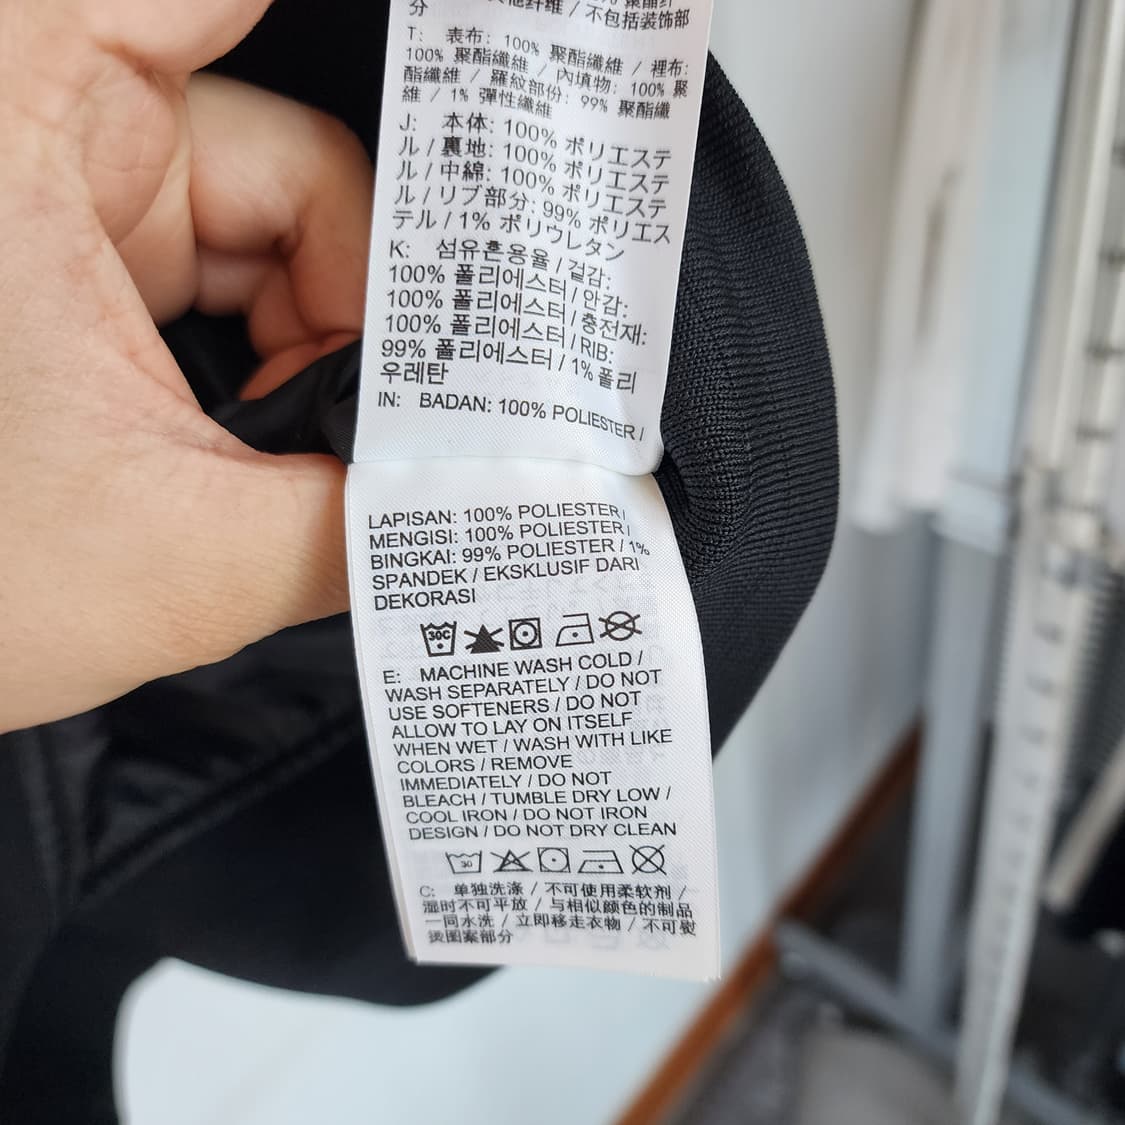 其他纤维 / 不包括装饰部
分
T: 表布: 100% 聚酯纖維 / 裡布:
100% 聚酯纖維 / 內填物: 100% 聚
酯纖維 / 羅紋部份: 99% 聚酯纖
維 / 1% 彈性纖維
J: 本体: 100% ポリエステ
ル / 裏地: 100% ポリエステ
ル / 中綿: 100% ポリエステ
ル / リブ部分: 99% ポリエス
テル / 1% ポリウレタン
K: 섬유혼용율 / 겉감:
100% 폴리에스터 / 안감:
100% 폴리에스터 / 충전재:
100% 폴리에스터 / RIB:
99% 폴리에스터 / 1% 폴리
우레탄
IN: BADAN: 100% POLIESTER /
LAPISAN: 100% POLIESTER /
MENGISI: 100% POLIESTER /
BINGKAI: 99% POLIESTER / 1%
SPANDEK / EKSKLUSIF DARI
DEKORASI
30C
E: MACHINE WASH COLD /
WASH SEPARATELY / DO NOT
USE SOFTENERS / DO NOT
ALLOW TO LAY ON ITSELF
WHEN WET / WASH WITH LIKE
COLORS / REMOVE
IMMEDIATELY / DO NOT
BLEACH / TUMBLE DRY LOW /
COOL IRON / DO NOT IRON
DESIGN / DO NOT DRY CLEAN
30
C: 单独洗涤 / 不可使用柔软剂 /
湿时不可平放 / 与相似颜色的制品
一同水洗 / 立即移走衣物 / 不可熨
烫图案部分